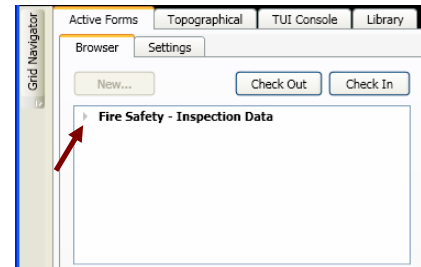 Grid Navigator
Active Forms Topographical TUI Console Library
Browser Settings
New... Check Out Check In
Fire Safety - Inspection Data